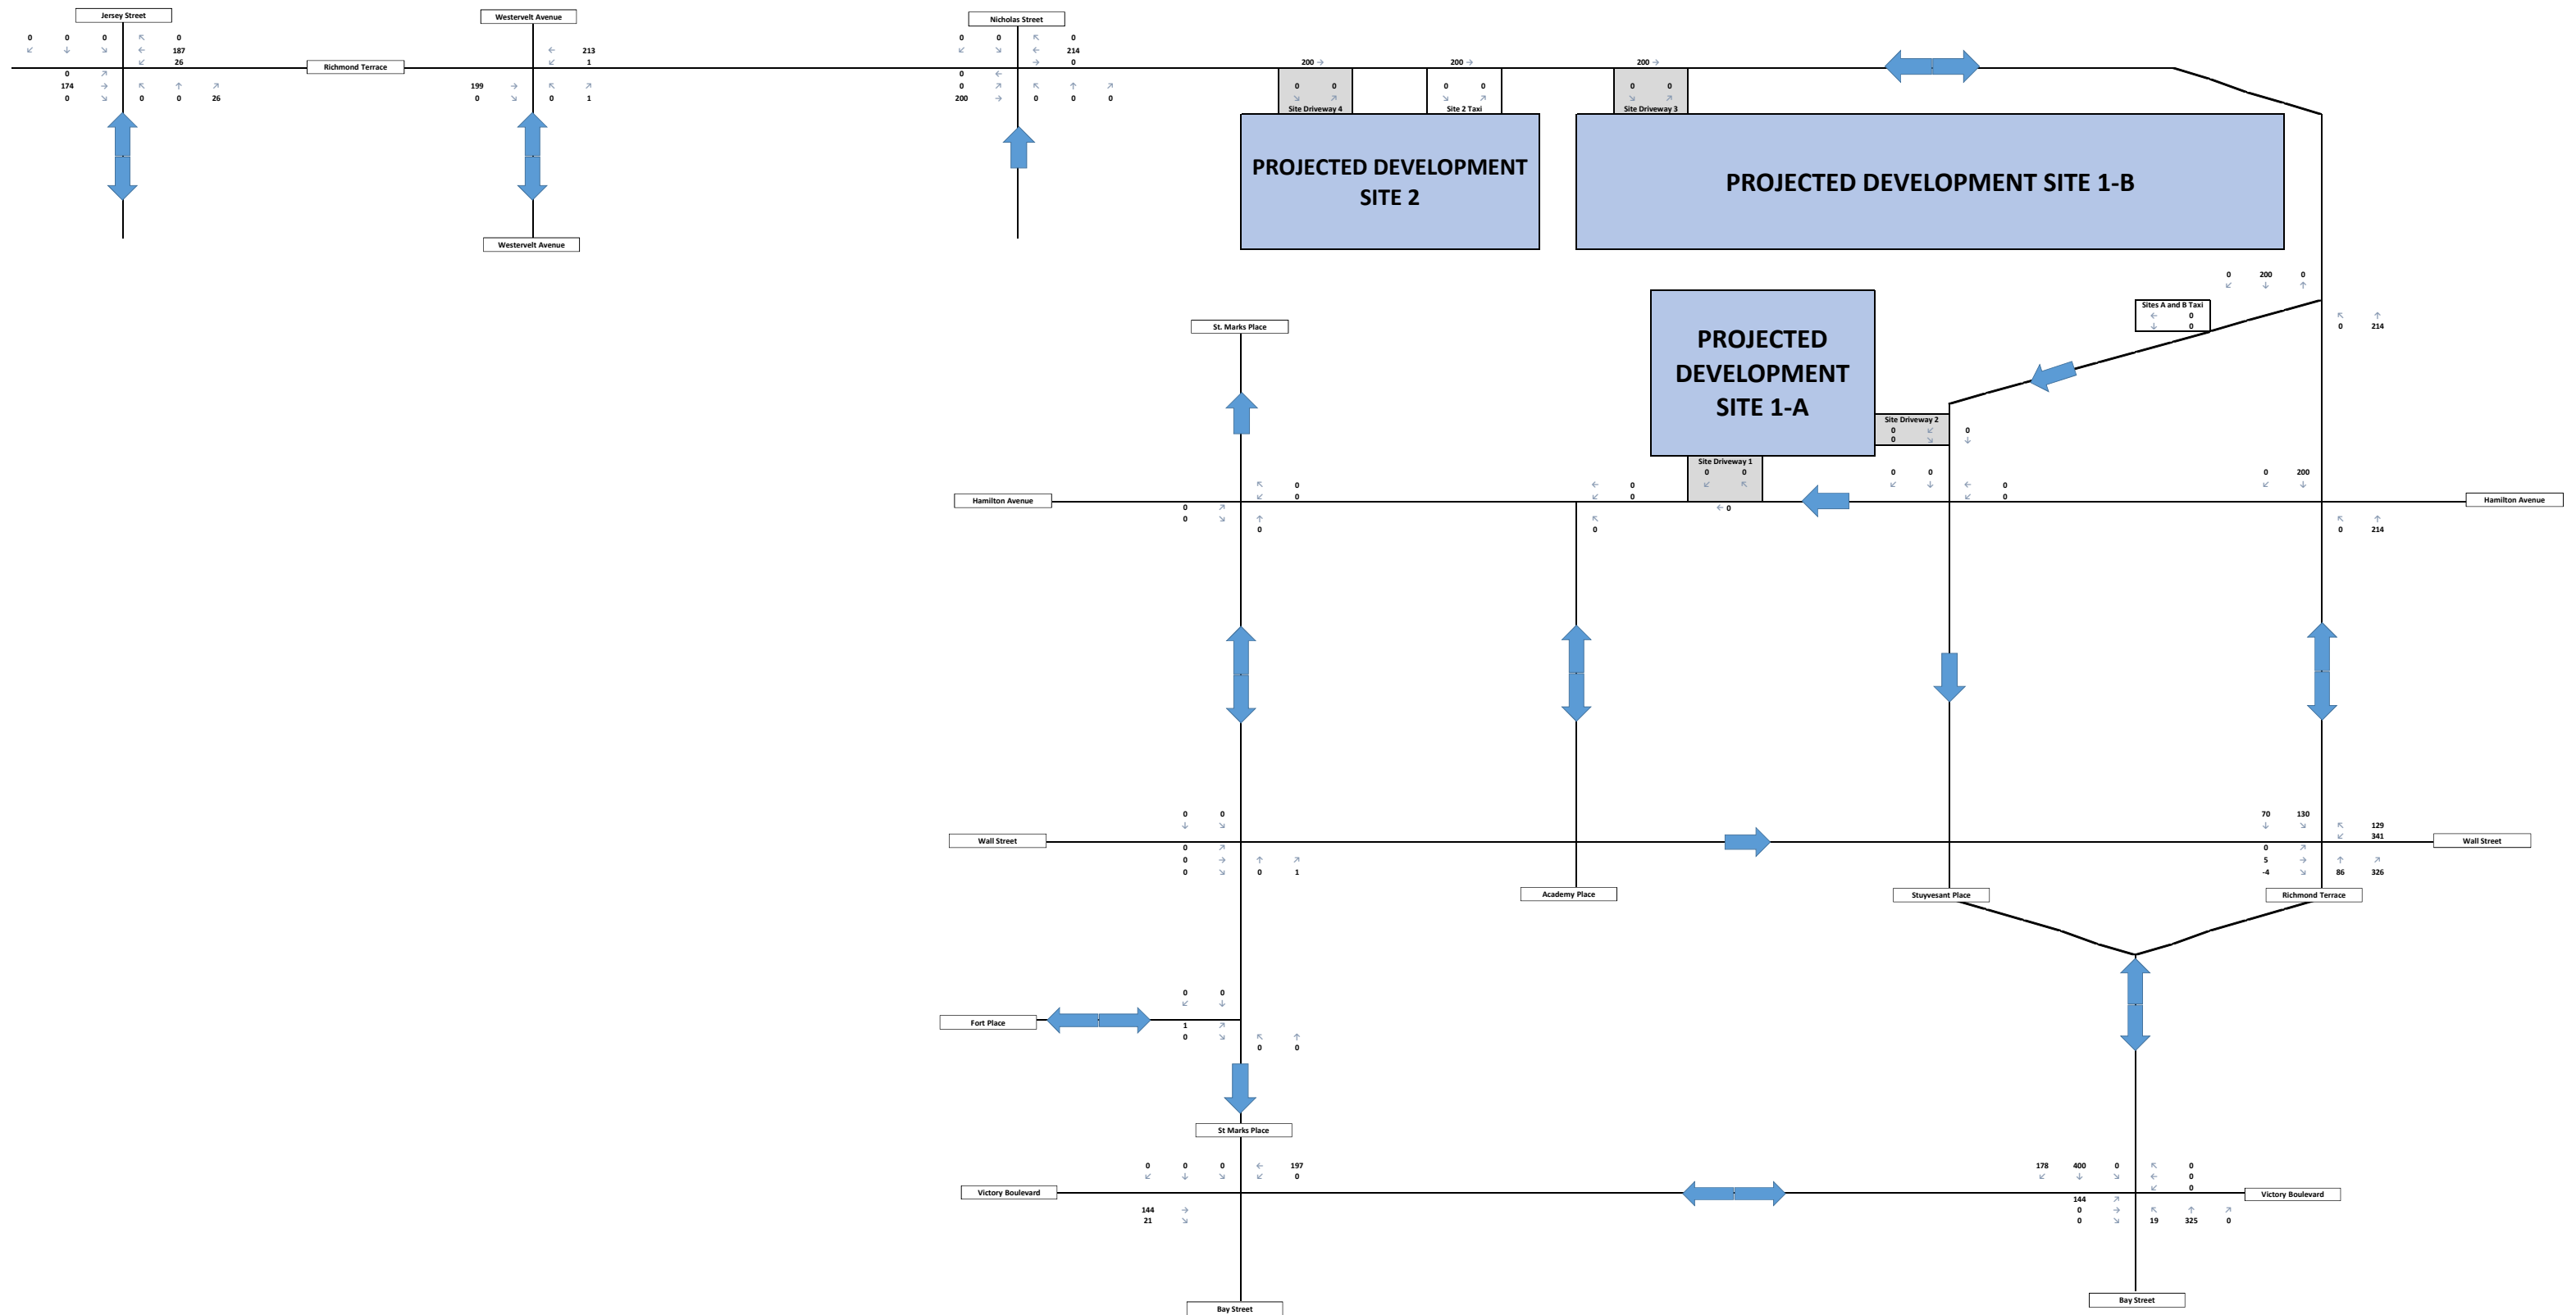 Jersey Street
Westervelt Avenue
Nicholas Street
0 0 0 ↖ 0
↙ ↓ ↘ ← 187
↙ 26
0 ↗
174 → ↖ ↑ ↗
0 ↘ 0 0 26
Richmond Terrace
← 213
↙ 1
199 → ↖ ↗
0 ↘ 0 1
Westervelt Avenue
0 0 ↖ 0
↙ ↘ ← 214
→ 0
0 ←
0 ↗ ↖ ↑ ↗
200 → 0 0 0
200 →
200 →
200 →
0 0
↘ ↗
Site Driveway 4
0 0
↘ ↗
Site 2 Taxi
0 0
↘ ↗
Site Driveway 3
PROJECTED DEVELOPMENT
SITE 2
PROJECTED DEVELOPMENT SITE 1-B
0 200 0
↙ ↓ ↑
Sites A and B Taxi
← 0
↓ 0
↖ ↑
0 214
St. Marks Place
PROJECTED
DEVELOPMENT
SITE 1-A
Site Driveway 2
0 ↙ 0
0 ↘ ↓
Site Driveway 1
0 0
↙ ↖
← 0
Hamilton Avenue
↖ 0
↙ 0
0 ↗
0 ↘ ↑
0
← 0
↙ 0
↖
0
0 0
↙ ↓ ← 0
↙ 0
0 200
↙ ↓
↖ ↑
0 214
Hamilton Avenue
Wall Street
0 0
↓ ↘
0 ↗
0 → ↑ ↗
0 ↘ 0 1
70 130
↓ ↘ ↖ 129
↙ 341
0 ↗
5 → ↑ ↗
-4 ↘ 86 326
Wall Street
Academy Place
Stuyvesant Place
Richmond Terrace
0 0
↙ ↓
Fort Place
1 ↗
0 ↘ ↖ ↑
0 0
St Marks Place
0 0 0 ← 197
↙ ↓ ↘ ↙ 0
Victory Boulevard
144 →
21 ↘
178 400 0 ↖ 0
↙ ↓ ↘ ← 0
↙ 0
144 ↗
0 → ↖ ↑ ↗
0 ↘ 19 325 0
Victory Boulevard
Bay Street
Bay Street